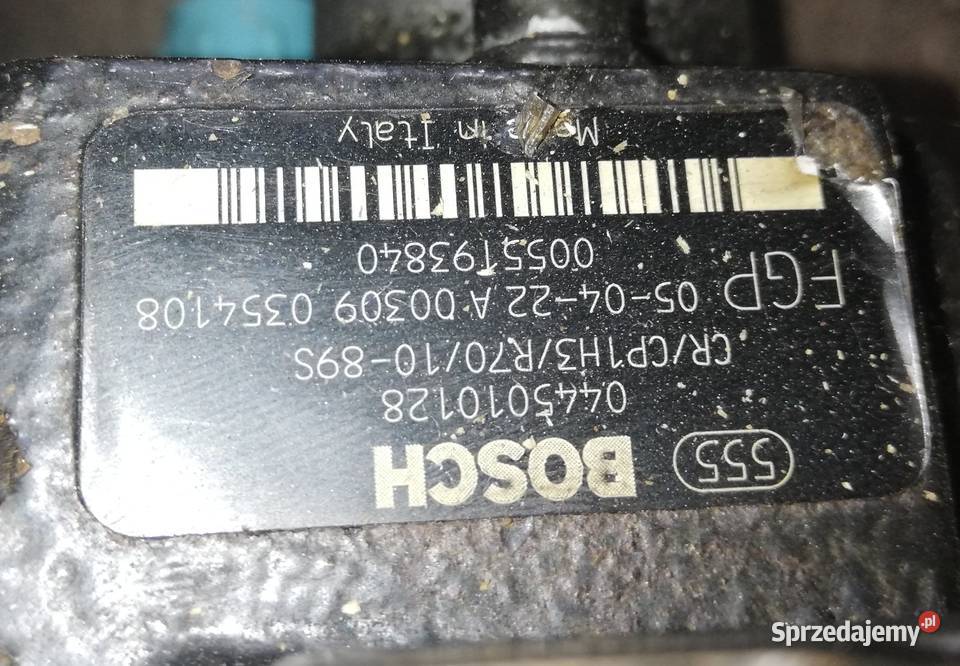 555 BOSCH
0445010128
CR/CP1H3/R70/10-89S
FGP 05-04-22 A 00309 0354108
0055193840
in Italy
Sprzedajemy.pl